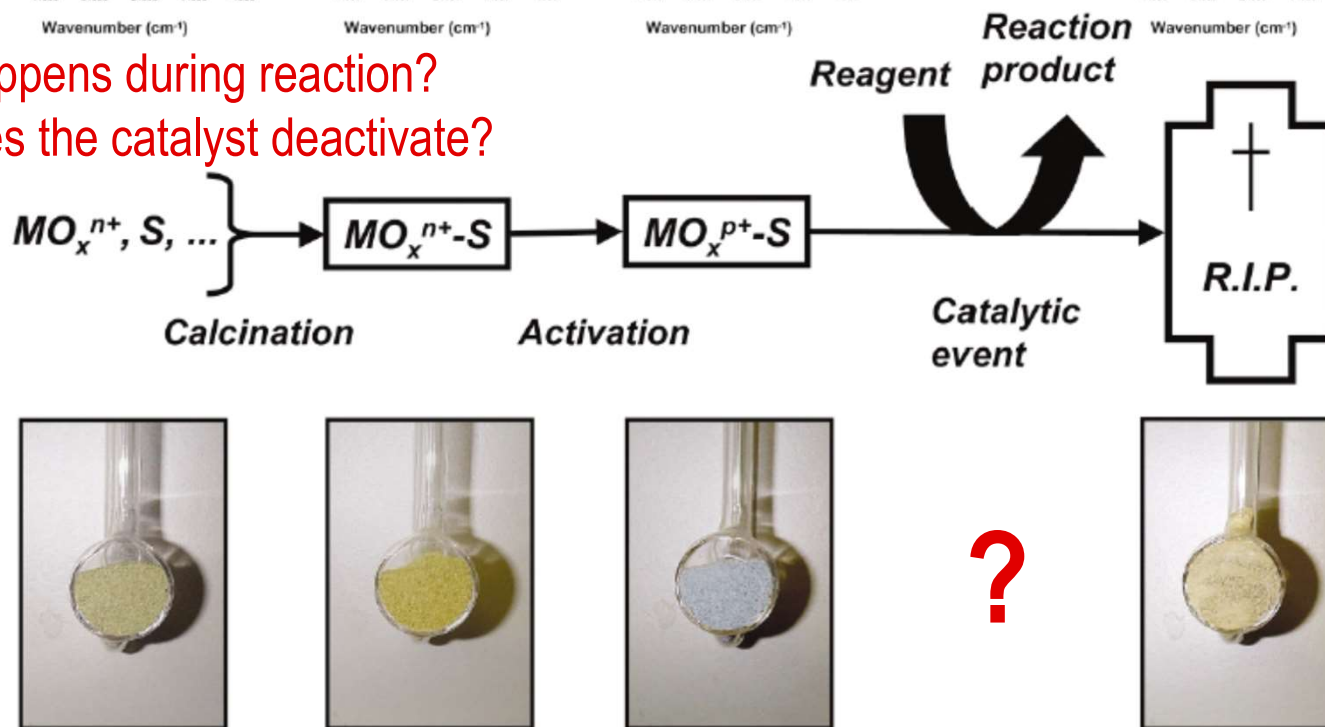 Wavenumber (cm⁻¹) Wavenumber (cm⁻¹) Wavenumber (cm⁻¹) Wavenumber (cm⁻¹)
ppens during reaction?
es the catalyst deactivate?
Reagent
Reaction
product
MOₓⁿ⁺, S, ...
MOₓⁿ⁺-S
MOₓᵖ⁺-S
R.I.P.
Calcination
Activation
Catalytic
event
?